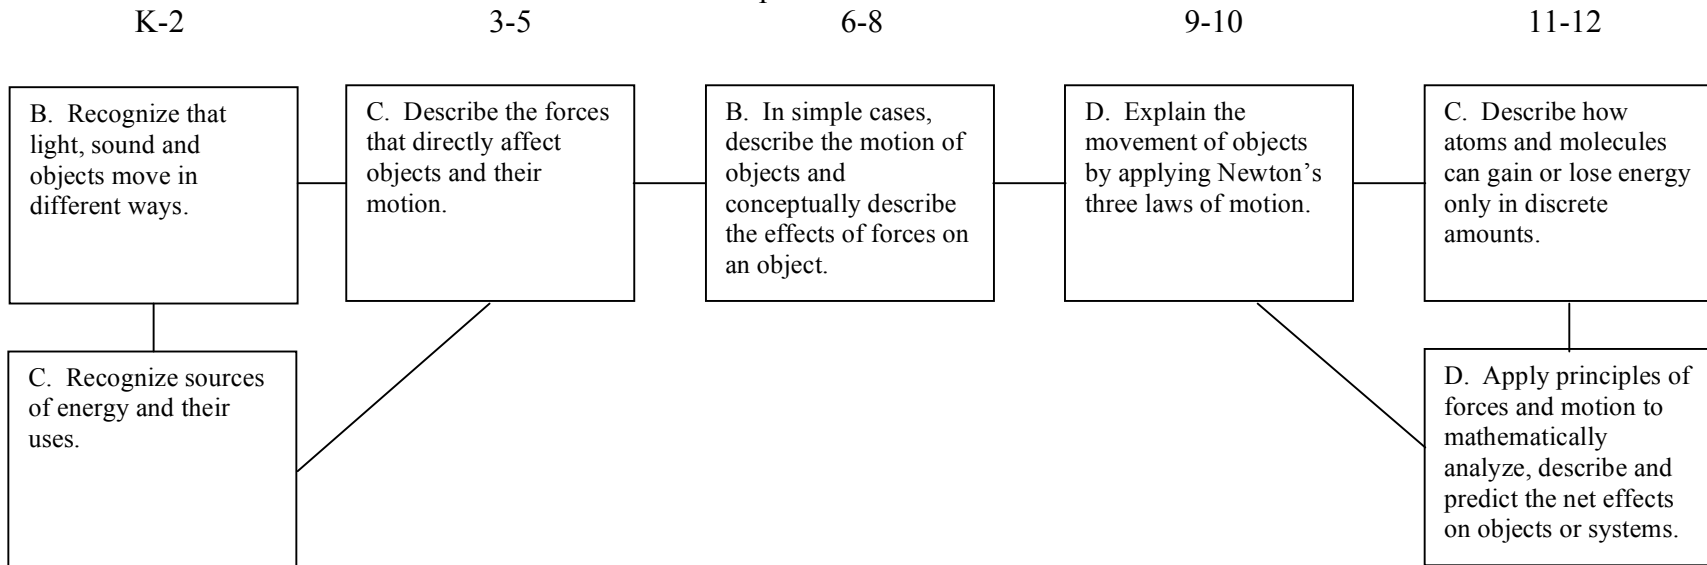 K-2
3-5
6-8
9-10
11-12
B. Recognize that
light, sound and
objects move in
different ways.
C. Describe the forces
that directly affect
objects and their
motion.
B. In simple cases,
describe the motion of
objects and
conceptually describe
the effects of forces on
an object.
D. Explain the
movement of objects
by applying Newton’s
three laws of motion.
C. Describe how
atoms and molecules
can gain or lose energy
only in discrete
amounts.
C. Recognize sources
of energy and their
uses.
D. Apply principles of
forces and motion to
mathematically
analyze, describe and
predict the net effects
on objects or systems.